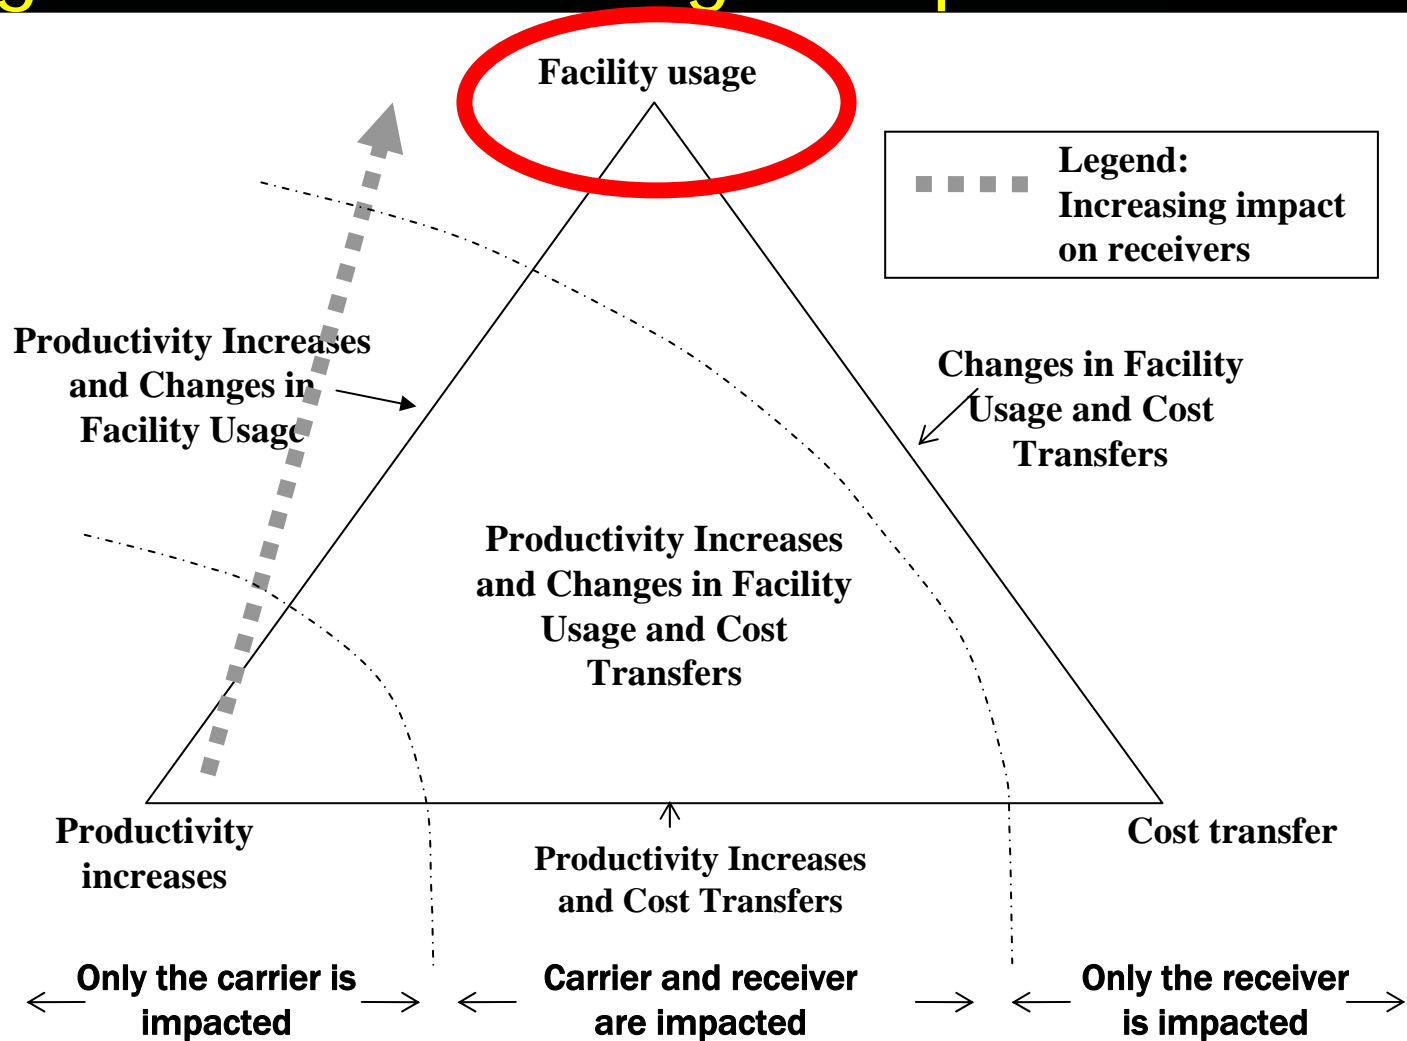 Facility usage
Legend:
Increasing impact
on receivers
Productivity Increases
and Changes in
Facility Usage
Changes in Facility
Usage and Cost
Transfers
Productivity Increases
and Changes in Facility
Usage and Cost
Transfers
Productivity
increases
Cost transfer
Productivity Increases
and Cost Transfers
Only the carrier is
impacted
Carrier and receiver
are impacted
Only the receiver
is impacted